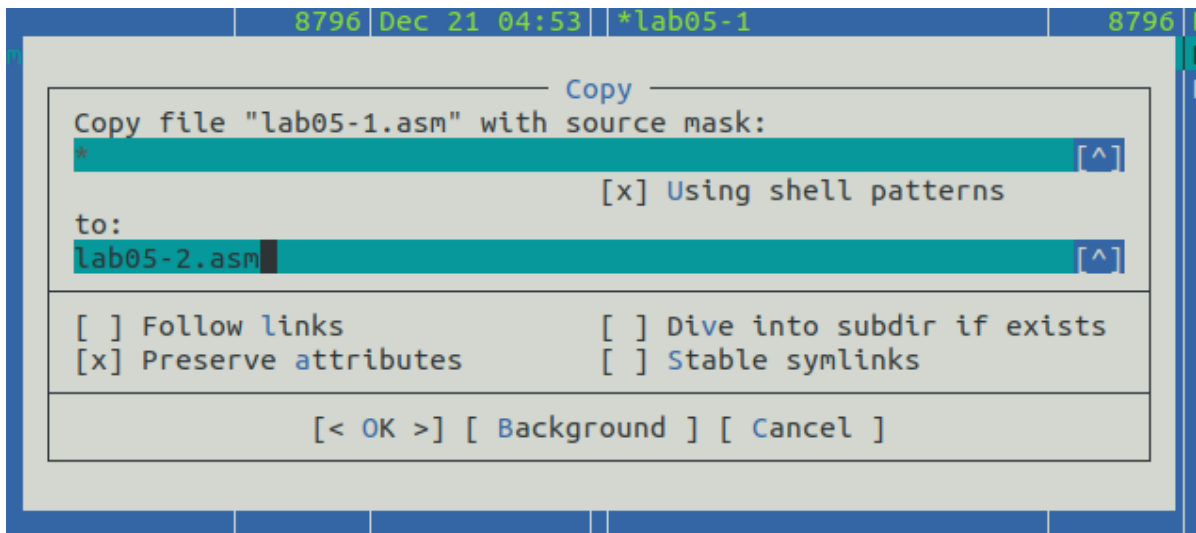 8796 Dec 21 04:53 *lab05-1 8796
Copy
Copy file "lab05-1.asm" with source mask:
*
[^]
[x] Using shell patterns
to:
lab05-2.asm
[^]
[ ] Follow links [ ] Dive into subdir if exists
[x] Preserve attributes [ ] Stable symlinks
[< OK >] [ Background ] [ Cancel ]